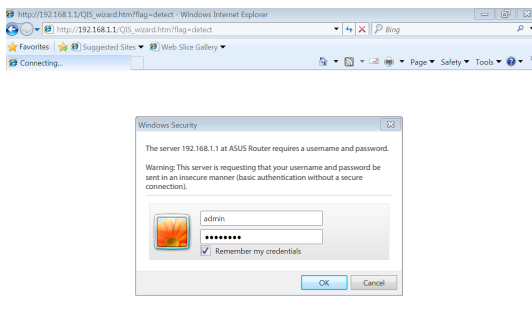 http://192.168.1.1/QIS_wizard.htm?flag=detect - Windows Internet Explorer
http://192.168.1.1/QIS_wizard.htm?flag=detect
Bing
Favorites Suggested Sites Web Slice Gallery
Connecting... Page Safety Tools
Windows Security
The server 192.168.1.1 at ASUS Router requires a username and password.
Warning: This server is requesting that your username and password be
sent in an insecure manner (basic authentication without a secure
connection).
admin
••••••••
Remember my credentials
OK Cancel